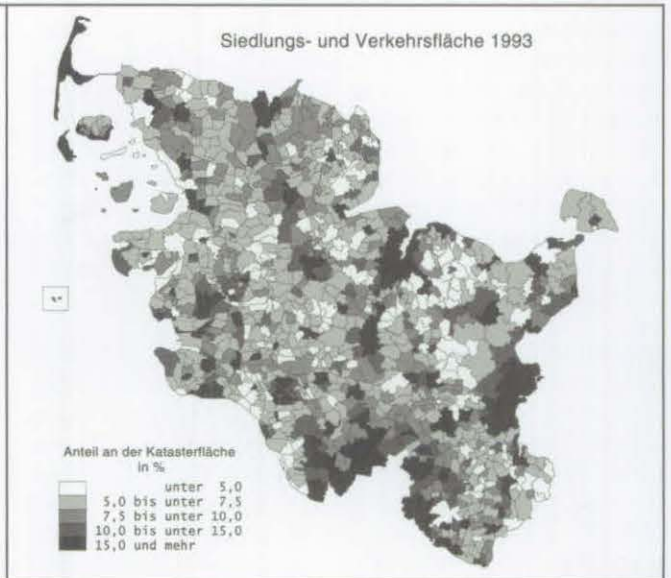 Siedlungs- und Verkehrsfläche 1993
Anteil an der Katasterfläche
in %
unter 5,0
5,0 bis unter 7,5
7,5 bis unter 10,0
10,0 bis unter 15,0
15,0 und mehr